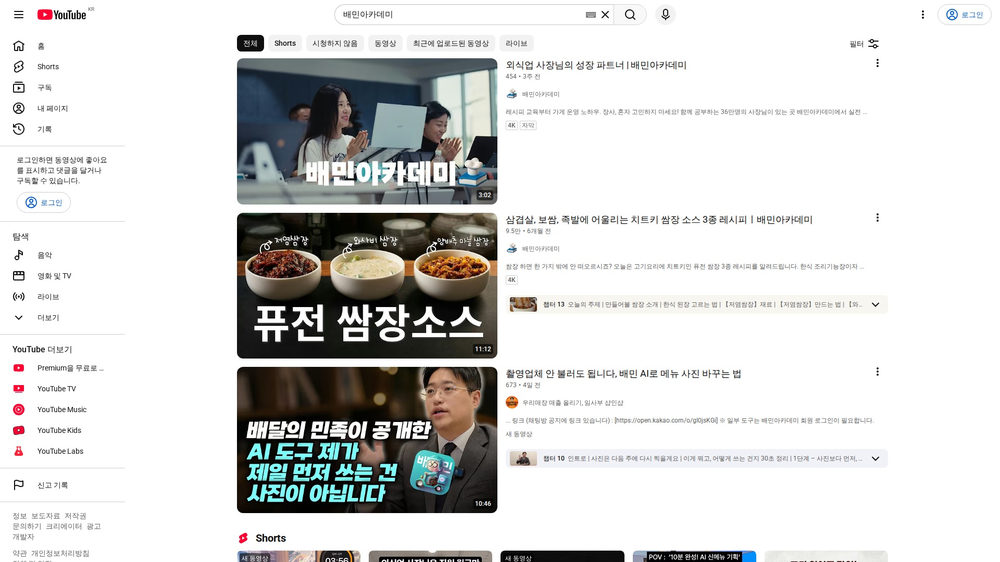 YouTube KR
배민아카데미
로그인
홈
Shorts
구독
내 페이지
기록
로그인하면 동영상에 좋아요
를 표시하고 댓글을 달거나
구독할 수 있습니다.
로그인
탐색
음악
영화 및 TV
라이브
더보기
YouTube 더보기
Premium을 무료로 ...
YouTube TV
YouTube Music
YouTube Kids
YouTube Labs
신고 기록
정보 보도자료 저작권
문의하기 크리에이터 광고
개발자
약관 개인정보처리방침
전체 Shorts 시청하지 않음 동영상 최근에 업로드된 동영상 라이브
필터
배민아카데미
3:02
외식업 사장님의 성장 파트너 | 배민아카데미
454 • 3주 전
배민아카데미
레시피 교육부터 가게 운영 노하우. 장사, 혼자 고민하지 마세요! 함께 공부하는 36만명의 사장님이 있는 곳 배민아카데미에서 실전 ...
4K 자막
저염쌈장 와사비 쌈장 양배추 마늘 쌈장
퓨전 쌈장소스
11:12
삼겹살, 보쌈, 족발에 어울리는 치트키 쌈장 소스 3종 레시피ㅣ배민아카데미
9.5만 • 6개월 전
배민아카데미
쌈장 하면 한 가지 밖에 안 떠오르시죠? 오늘은 고기요리에 치트키인 퓨전 쌈장 3종 레시피를 알려드립니다. 한식 조리기능장이자 ...
4K
챕터 13 오늘의 주제 | 만들어볼 쌈장 소개 | 한식 된장 고르는 법 | 【저염쌈장】재료 | 【저염쌈장】만드는 법 | 【와...
배달의 민족이 공개한
AI 도구 제가
제일 먼저 쓰는 건
사진이 아닙니다
10:46
촬영업체 안 불러도 됩니다, 배민 AI로 메뉴 사진 바꾸는 법
673 • 4일 전
우리매장 매출 올리기, 임사부 샵인샵
... 링크 (채팅방 공지에 링크 있습니다) : [https://open.kakao.com/o/gI0jsKGi] ※ 일부 도구는 배민아카데미 회원 로그인이 필요합니다.
새 동영상
챕터 10 인트로 | 사진은 다음 주에 다시 찍을게요 | 이게 뭐고, 어떻게 쓰는 건지 30초 정리 | 1단계 – 사진보다 먼저, ...
Shorts
새 동영상
03:56
새 동영상
POV : '10분 완성! AI 신메뉴 기획'